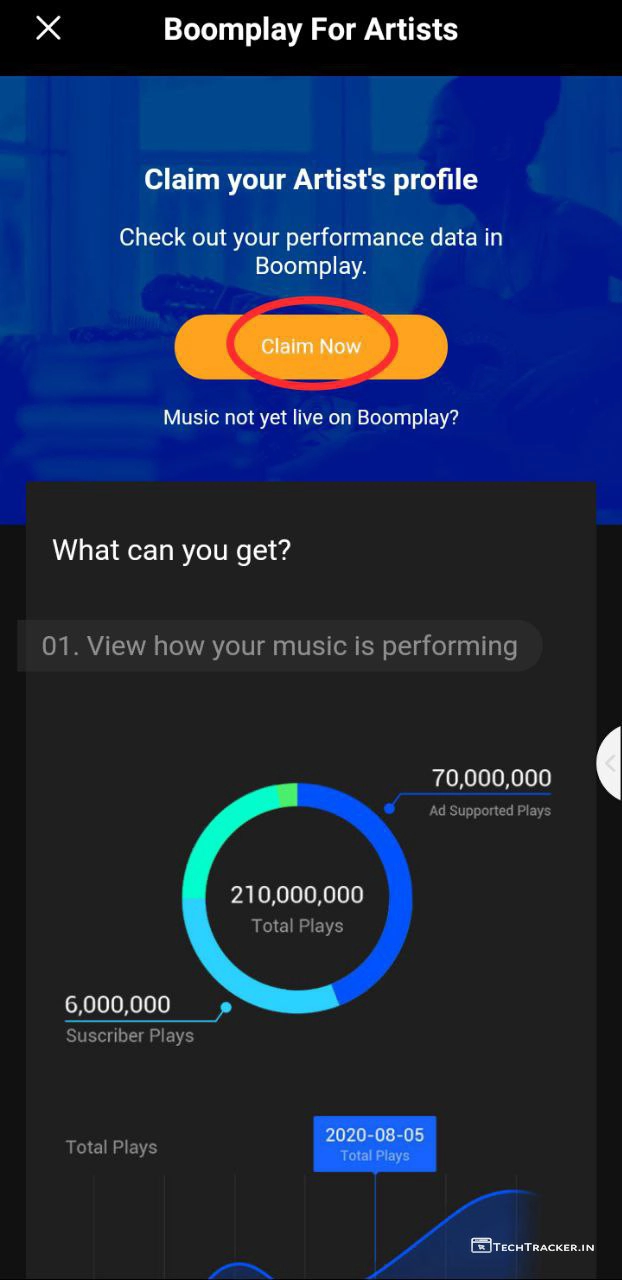 Boomplay For Artists
Claim your Artist's profile
Check out your performance data in
Boomplay.
Claim Now
Music not yet live on Boomplay?
What can you get?
01. View how your music is performing
70,000,000
Ad Supported Plays
210,000,000
Total Plays
6,000,000
Suscriber Plays
Total Plays
2020-08-05
Total Plays
TECHTRACKER.IN